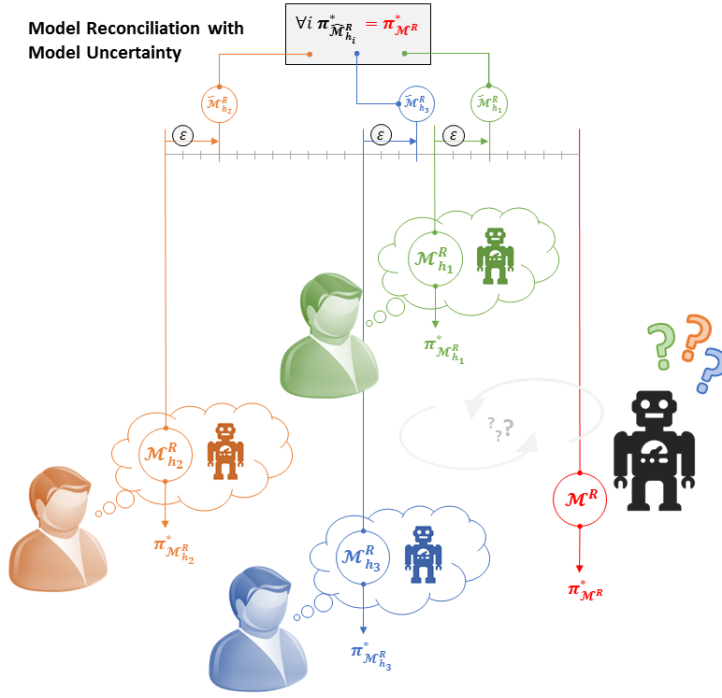 Model Reconciliation with
Model Uncertainty
∀i π*_{M̂^R_{h_i}} = π*_{M^R}
M̃^R_{h_2}
M̃^R_{h_3}
M̃^R_{h_1}
ε
ε
ε
M^R_{h_1}
π*_{M^R_{h_1}}
? ? ?
? ? ?
M^R_{h_2}
M^R
π*_{M^R_{h_2}}
M^R_{h_3}
π*_{M^R}
π*_{M^R_{h_3}}